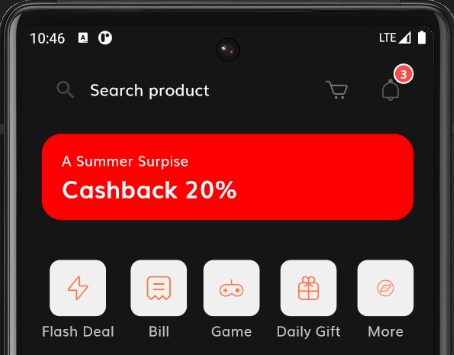 10:46 A LTE
Search product
3
A Summer Surpise
Cashback 20%
Flash Deal Bill Game Daily Gift More